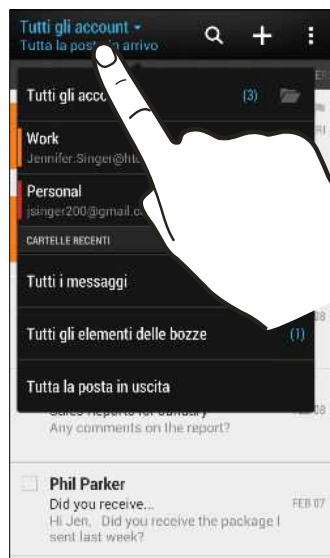 Tutti gli account
Tutta la posta in arrivo
Tutti gli acco
(3)
Work
Jennifer.Singer@htc
Personal
jsinger200@gmail.c
CARTELLE RECENTI
Tutti i messaggi
Tutti gli elementi delle bozze
(1)
Tutta la posta in uscita
Any comments on the report?
Phil Parker
Did you receive...
FEB 07
Hi Jen, Did you receive the package I
sent last week?